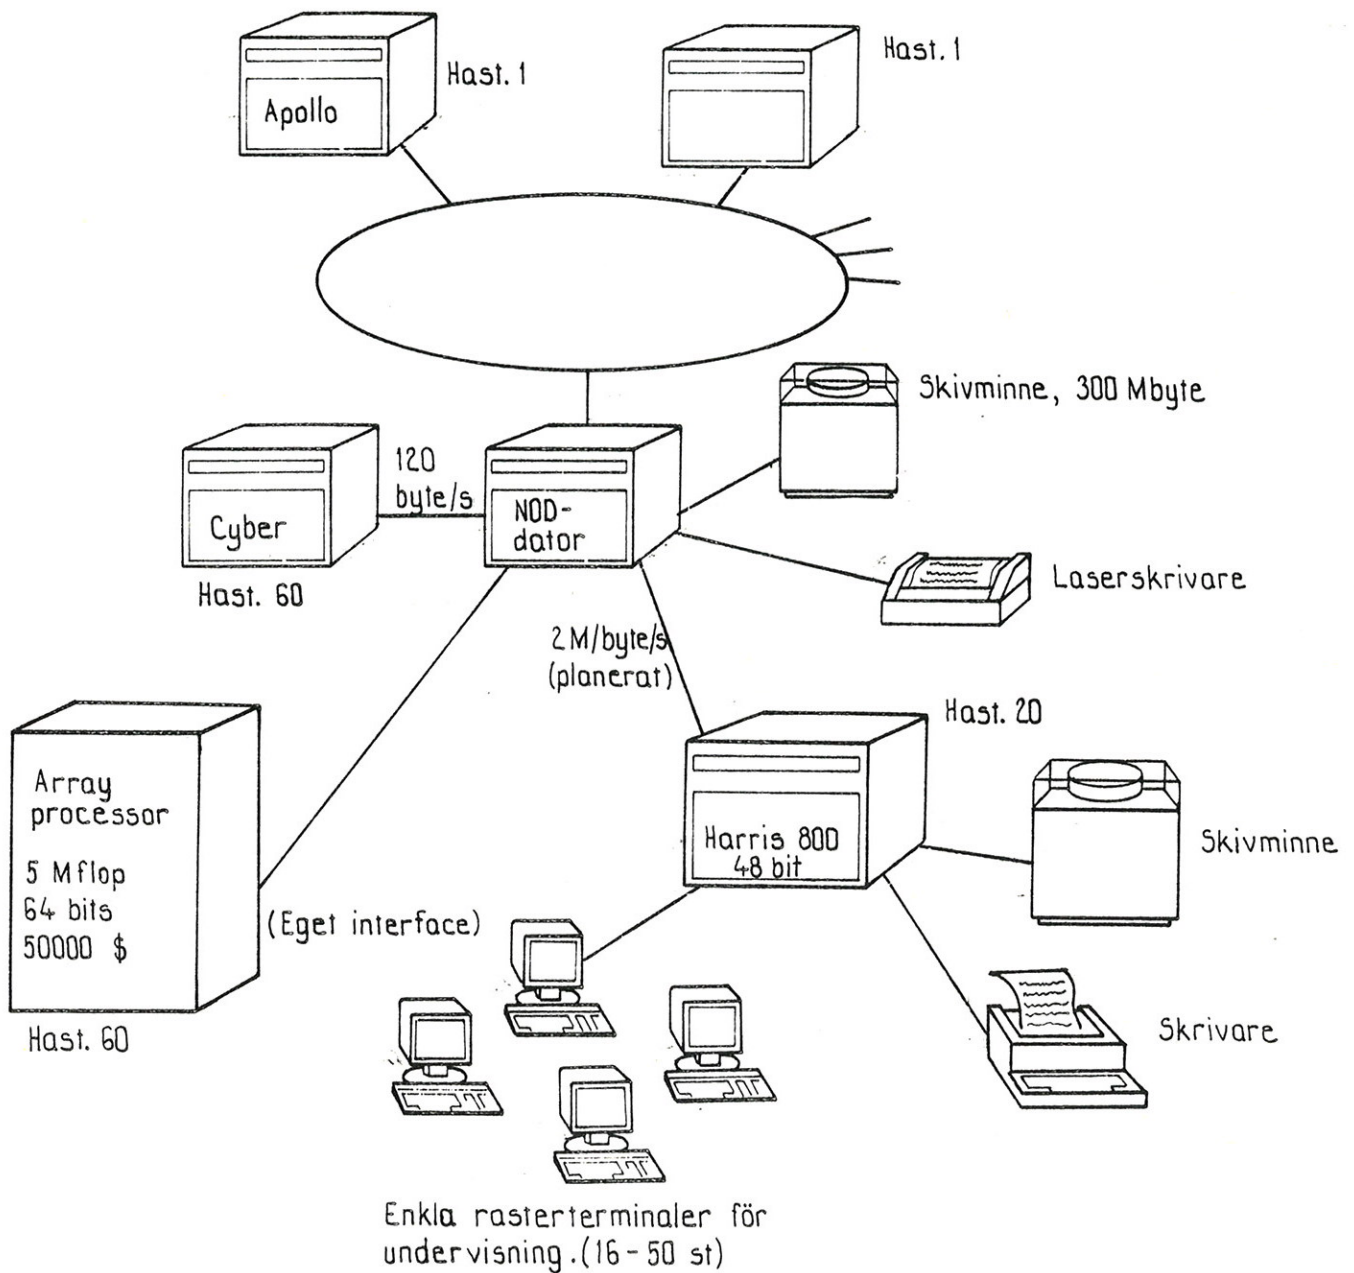 Hast. 1
Hast. 1
Apollo
Skivminne, 300 Mbyte
120
byte/s
Cyber
NOD-
dator
Hast. 60
Laserskrivare
2 M/byte/s
(planerat)
Hast. 20
Array
processor
5 Mflop
64 bits
50000 $
Hast. 60
Harris 800
48 bit
Skivminne
(Eget interface)
Skrivare
Enkla rasterterminaler för
undervisning. (16-50 st)